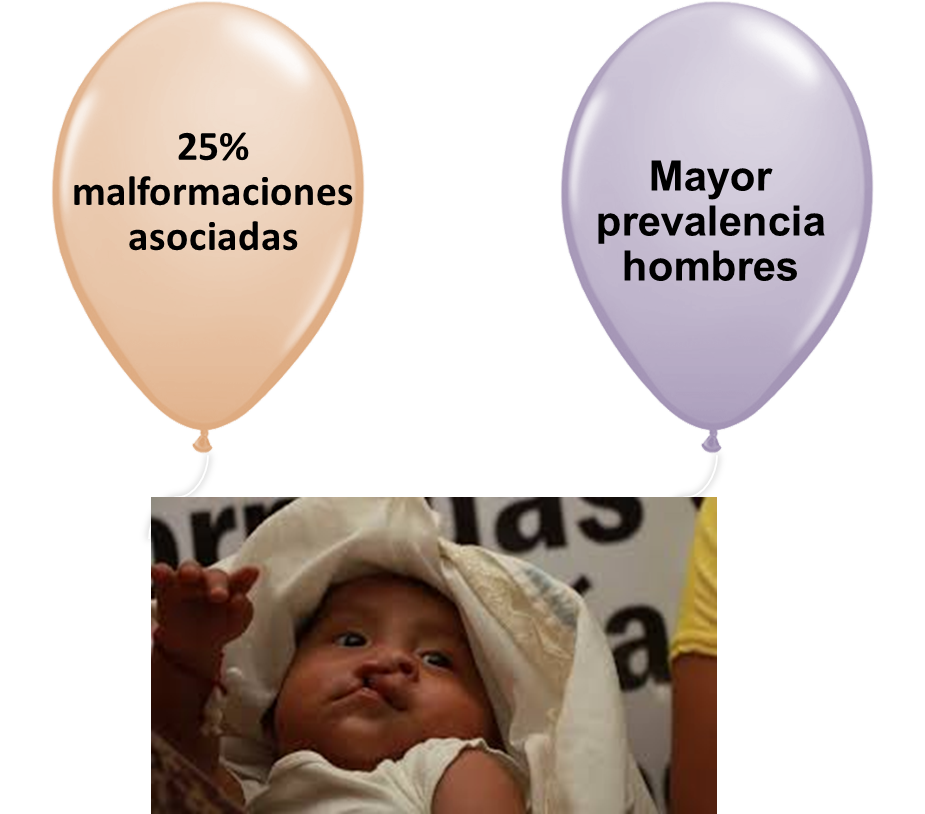 25%
malformaciones
asociadas
Mayor
prevalencia
hombres